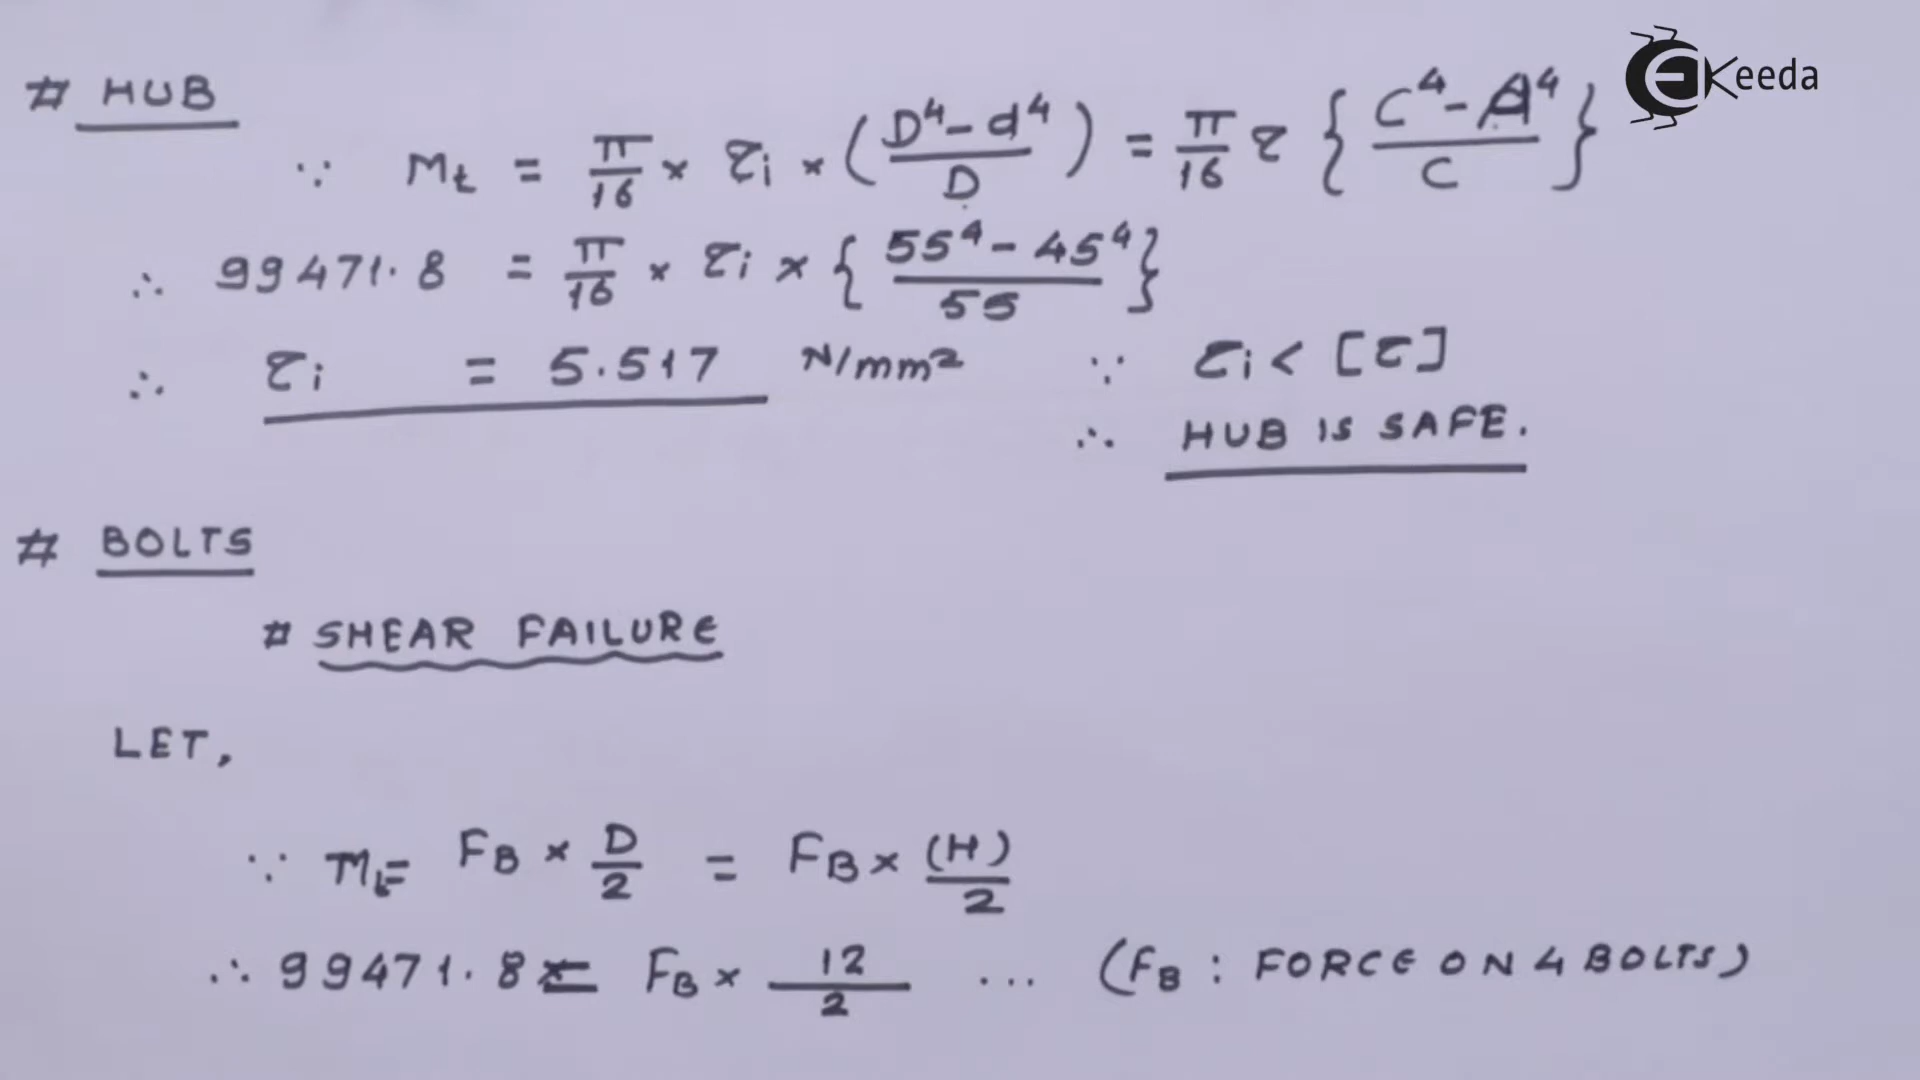 EKeeda
# HUB
∵ Mt = π/16 × τi × (D⁴ - d⁴ / D) = π/16 τ { C⁴ - A⁴ / C }
∴ 99471.8 = π/16 × τi × { 55⁴ - 45⁴ / 55 }
∴ τi = 5.517 N/mm² ∵ τi < [τ]
∴ HUB IS SAFE.
# BOLTS
# SHEAR FAILURE
LET,
∵ Mt = FB × D/2 = FB × (H)/2
∴ 99471.8 = FB × 12/2 ... (FB : FORCE ON 4 BOLTS)